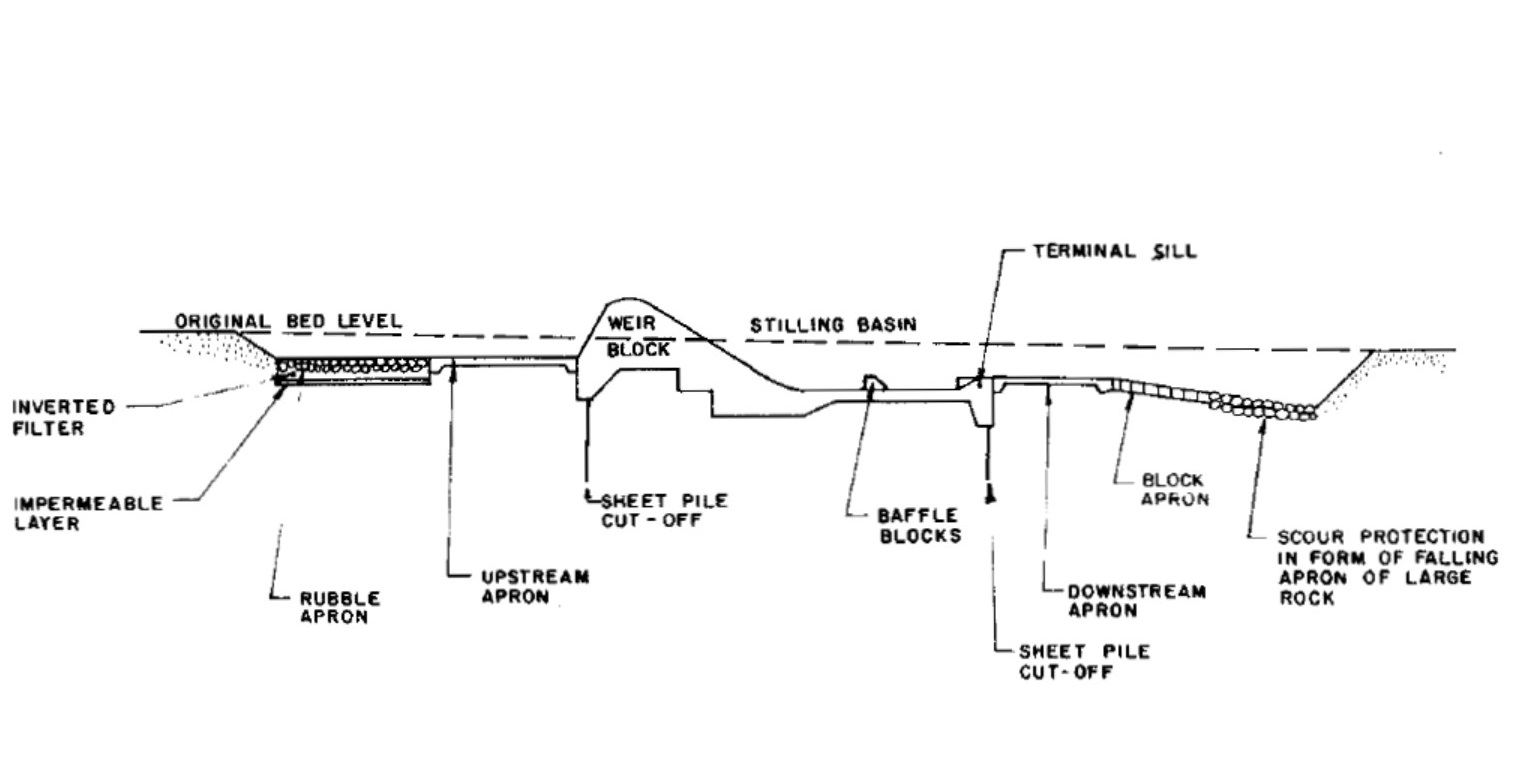 TERMINAL SILL
ORIGINAL BED LEVEL
WEIR
BLOCK
STILLING BASIN
INVERTED
FILTER
IMPERMEABLE
LAYER
SHEET PILE
CUT-OFF
BAFFLE
BLOCKS
BLOCK
APRON
SCOUR PROTECTION
IN FORM OF FALLING
APRON OF LARGE
ROCK
RUBBLE
APRON
UPSTREAM
APRON
DOWNSTREAM
APRON
SHEET PILE
CUT-OFF